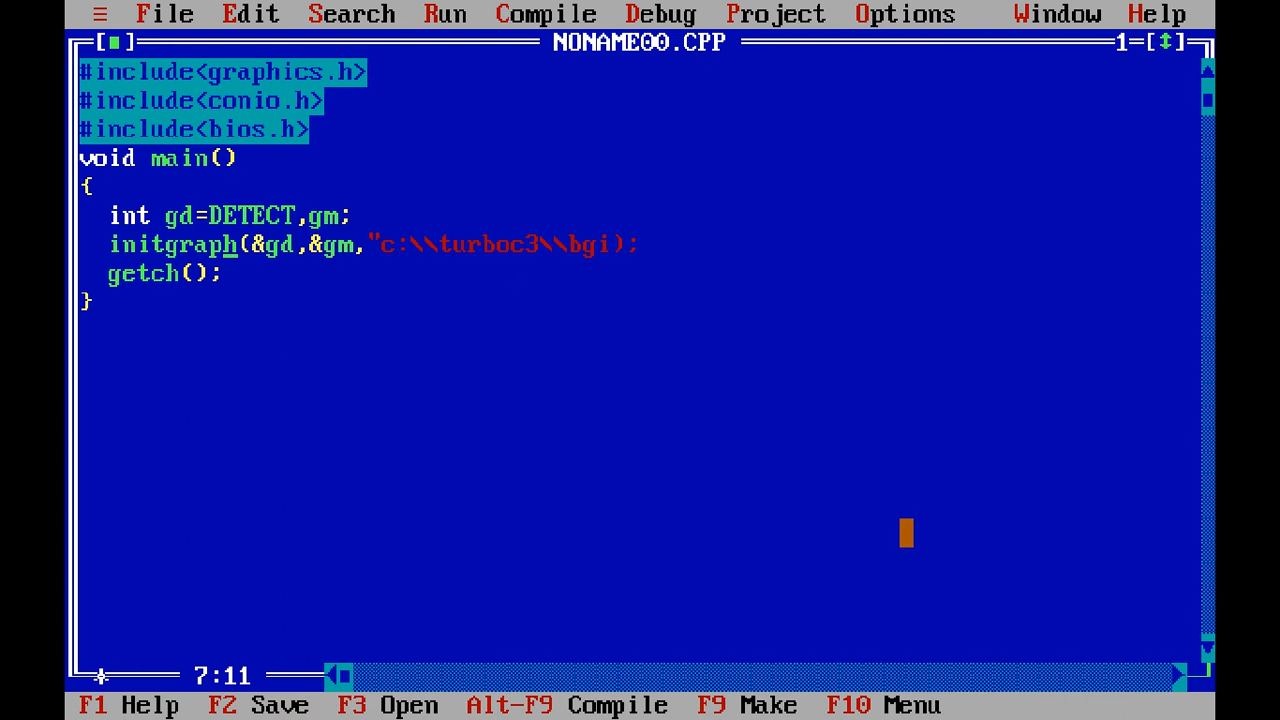 ≡ File Edit Search Run Compile Debug Project Options Window Help
[■] NONAME00.CPP 1=[↕]
#include<graphics.h>
#include<conio.h>
#include<bios.h>
void main()
{
int gd=DETECT,gm;
initgraph(&gd,&gm,"c:\\turboc3\\bgi);
getch();
}
7:11
F1 Help F2 Save F3 Open Alt-F9 Compile F9 Make F10 Menu